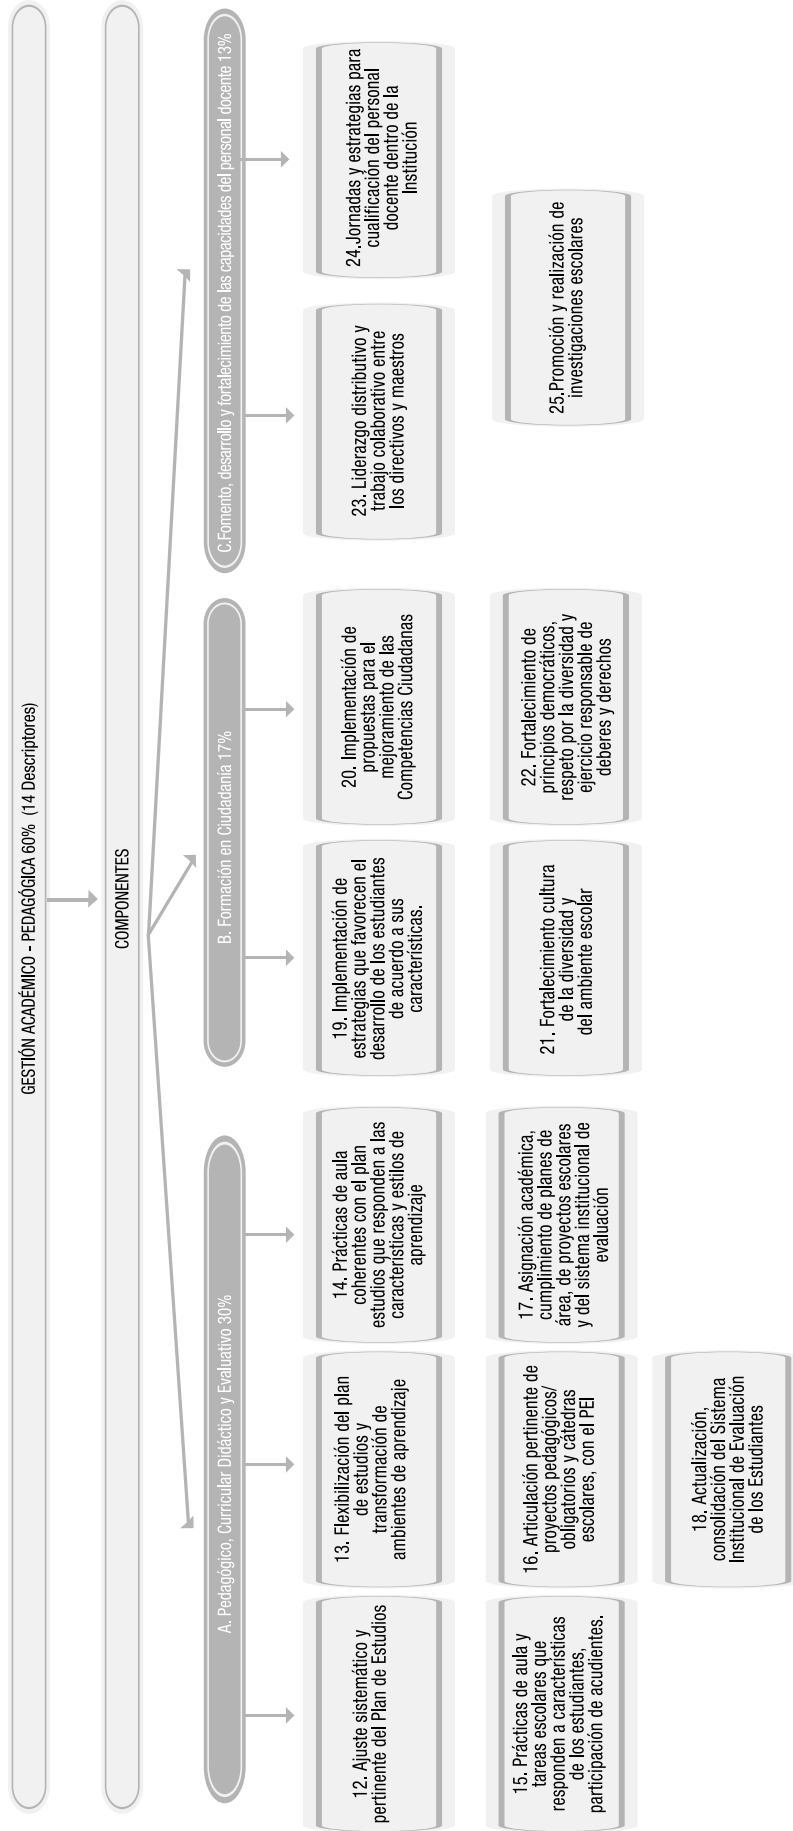 GESTIÓN ACADÉMICO - PEDAGÓGICA 60% (14 Descriptores)
COMPONENTES
A. Pedagógico, Curricular Didáctico y Evaluativo 30%
12. Ajuste sistemático y
pertinente del Plan de Estudios
13. Flexibilización del plan
de estudios y
transformación de
ambientes de aprendizaje
14. Prácticas de aula
coherentes con el plan
estudios que responden a las
características y estilos de
aprendizaje
15. Prácticas de aula y
tareas escolares que
responden a características
de los estudiantes,
participación de acudientes.
16. Articulación pertinente de
proyectos pedagógicos/
obligatorios y cátedras
escolares, con el PEI
17. Asignación académica,
cumplimiento de planes de
área, de proyectos escolares
y del sistema institucional de
evaluación
18. Actualización,
consolidación del Sistema
Institucional de Evaluación
de los Estudiantes
B. Formación en Ciudadanía 17%
19. Implementación de
estrategias que favorecen el
desarrollo de los estudiantes
de acuerdo a sus
características.
20. Implementación de
propuestas para el
mejoramiento de las
Competencias Ciudadanas
21. Fortalecimiento cultura
de la diversidad y
del ambiente escolar
22. Fortalecimiento de
principios democráticos,
respeto por la diversidad y
ejercicio responsable de
deberes y derechos
C.Fomento, desarrollo y fortalecimiento de las capacidades del personal docente 13%
23. Liderazgo distributivo y
trabajo colaborativo entre
los directivos y maestros
24.Jornadas y estrategias para
cualificación del personal
docente dentro de la
Institución
25.Promoción y realización de
investigaciones escolares